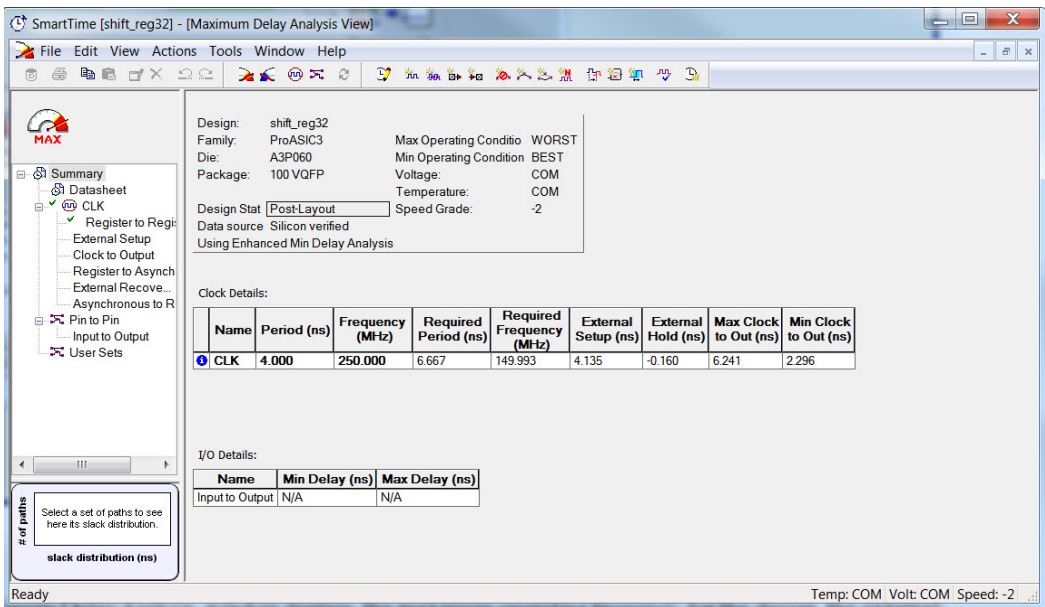 SmartTime [shift_reg32] - [Maximum Delay Analysis View]
File Edit View Actions Tools Window Help
MAX
Summary
Datasheet
CLK
Register to Regi
External Setup
Clock to Output
Register to Asynch
External Recove...
Asynchronous to R
Pin to Pin
Input to Output
User Sets
# of paths
Select a set of paths to see
here its slack distribution.
slack distribution (ns)
Design: shift_reg32
Family: ProASIC3 Max Operating Conditio WORST
Die: A3P060 Min Operating Condition BEST
Package: 100 VQFP Voltage: COM
Temperature: COM
Design Stat Post-Layout Speed Grade: -2
Data source Silicon verified
Using Enhanced Min Delay Analysis
Clock Details:
Name Period (ns) Frequency (MHz) Required Period (ns) Required Frequency (MHz) External Setup (ns) External Hold (ns) Max Clock to Out (ns) Min Clock to Out (ns)
CLK 4.000 250.000 6.667 149.993 4.135 -0.160 6.241 2.296
I/O Details:
Name Min Delay (ns) Max Delay (ns)
Input to Output N/A N/A
Ready Temp: COM Volt: COM Speed: -2